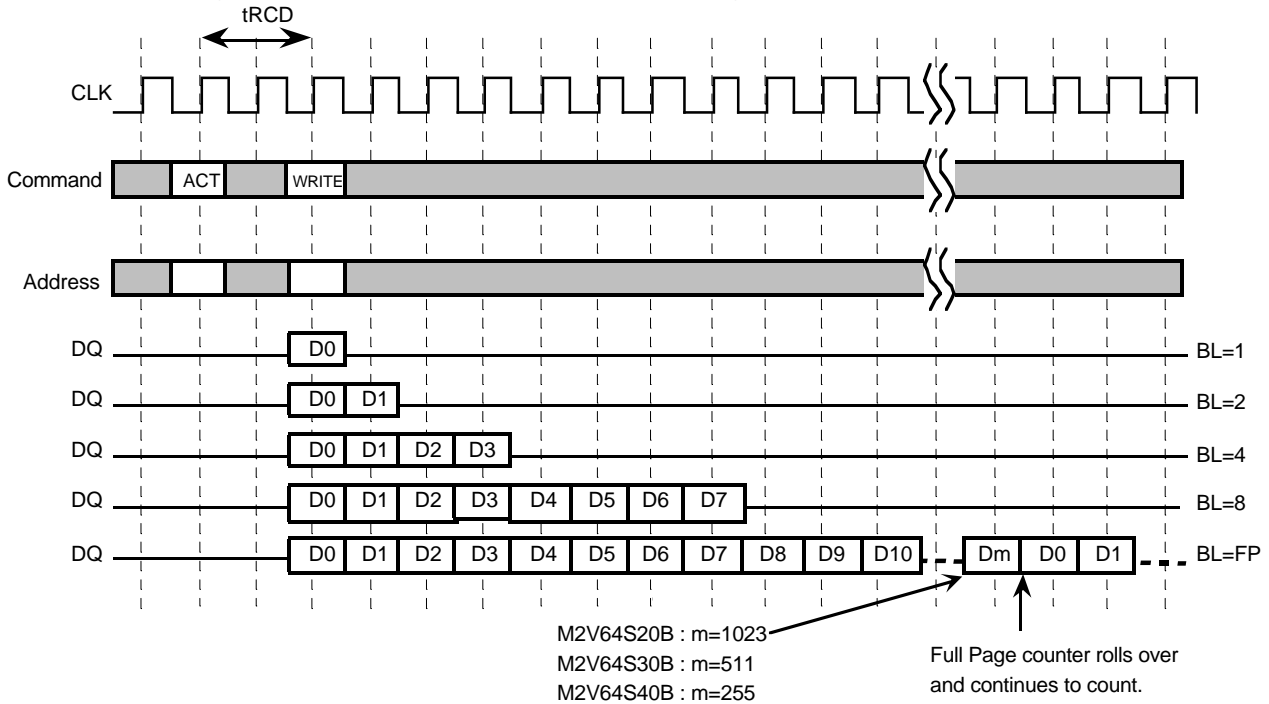 tRCD
CLK
Command ACT WRITE
Address
DQ D0 BL=1
DQ D0 D1 BL=2
DQ D0 D1 D2 D3 BL=4
DQ D0 D1 D2 D3 D4 D5 D6 D7 BL=8
DQ D0 D1 D2 D3 D4 D5 D6 D7 D8 D9 D10 Dm D0 D1 BL=FP
M2V64S20B : m=1023
M2V64S30B : m=511
M2V64S40B : m=255
Full Page counter rolls over
and continues to count.